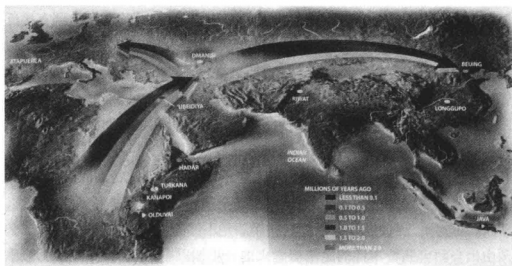 ATAPUERCA
DMANISI
BEIJING
UBEIDIYA
RIWAT
LONGGUPO
HADAR
INDIAN
OCEAN
TURKANA
KANAPOI
OLDUVAI
JAVA
MILLIONS OF YEARS AGO
LESS THAN 0.1
0.1 TO 0.5
0.5 TO 1.0
1.0 TO 1.5
1.5 TO 2.0
MORE THAN 2.0